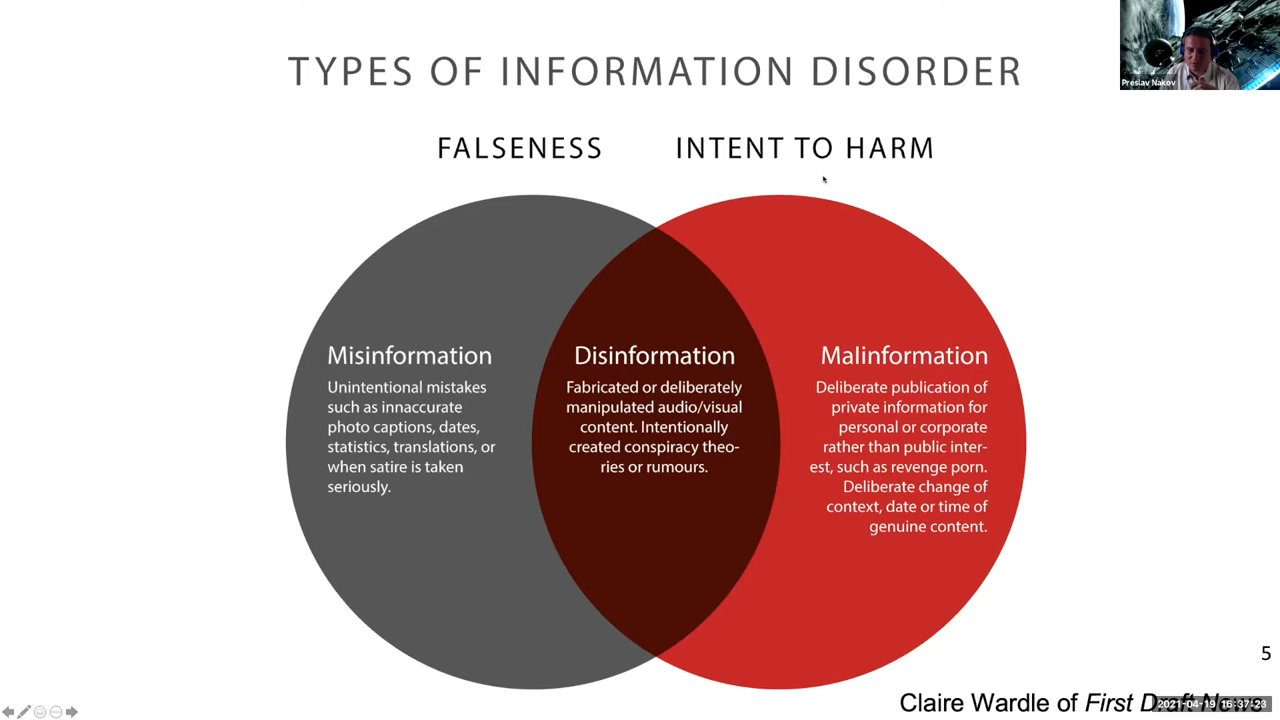 TYPES OF INFORMATION DISORDER
Preslav Nakov
FALSENESS
INTENT TO HARM
Misinformation
Unintentional mistakes
such as innaccurate
photo captions, dates,
statistics, translations, or
when satire is taken
seriously.
Disinformation
Fabricated or deliberately
manipulated audio/visual
content. Intentionally
created conspiracy theo-
ries or rumours.
Malinformation
Deliberate publication of
private information for
personal or corporate
rather than public inter-
est, such as revenge porn.
Deliberate change of
context, date or time of
genuine content.
5
Claire Wardle of First Draft News
2021-04-19 16:37:23